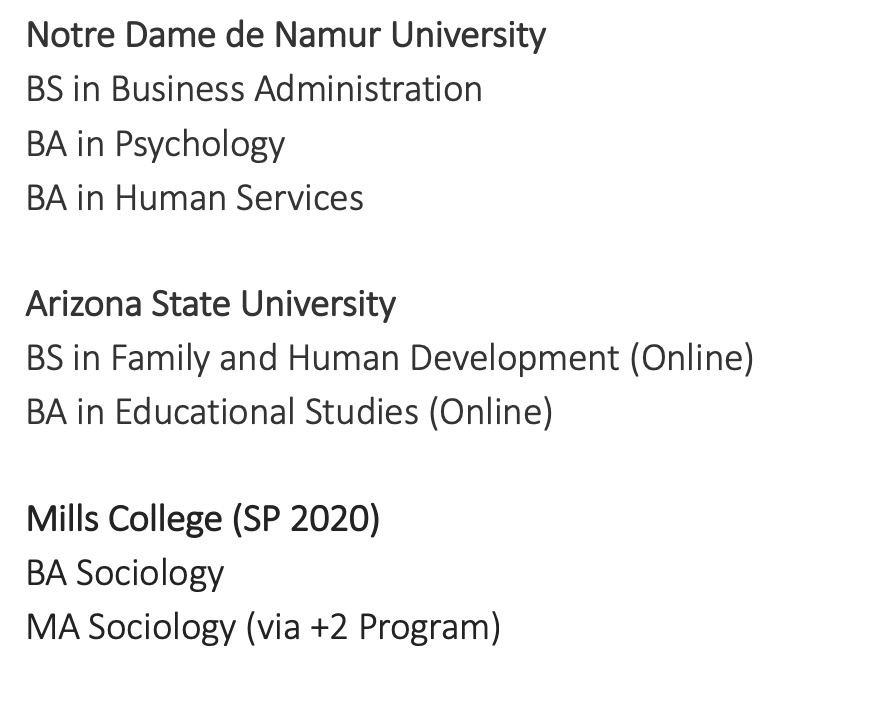 Notre Dame de Namur University
BS in Business Administration
BA in Psychology
BA in Human Services
Arizona State University
BS in Family and Human Development (Online)
BA in Educational Studies (Online)
Mills College (SP 2020)
BA Sociology
MA Sociology (via +2 Program)